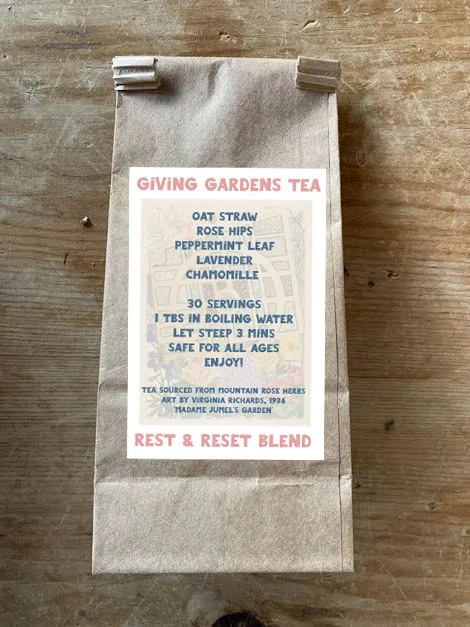 GIVING GARDENS TEA
OAT STRAW
ROSE HIPS
PEPPERMINT LEAF
LAVENDER
CHAMOMILLE
30 SERVINGS
1 TBS IN BOILING WATER
LET STEEP 3 MINS
SAFE FOR ALL AGES
ENJOY!
TEA SOURCED FROM MOUNTAIN ROSE HERBS
ART BY VIRGINIA RICHARDS, 1936
'MADAME JUMEL'S GARDEN'
REST & RESET BLEND